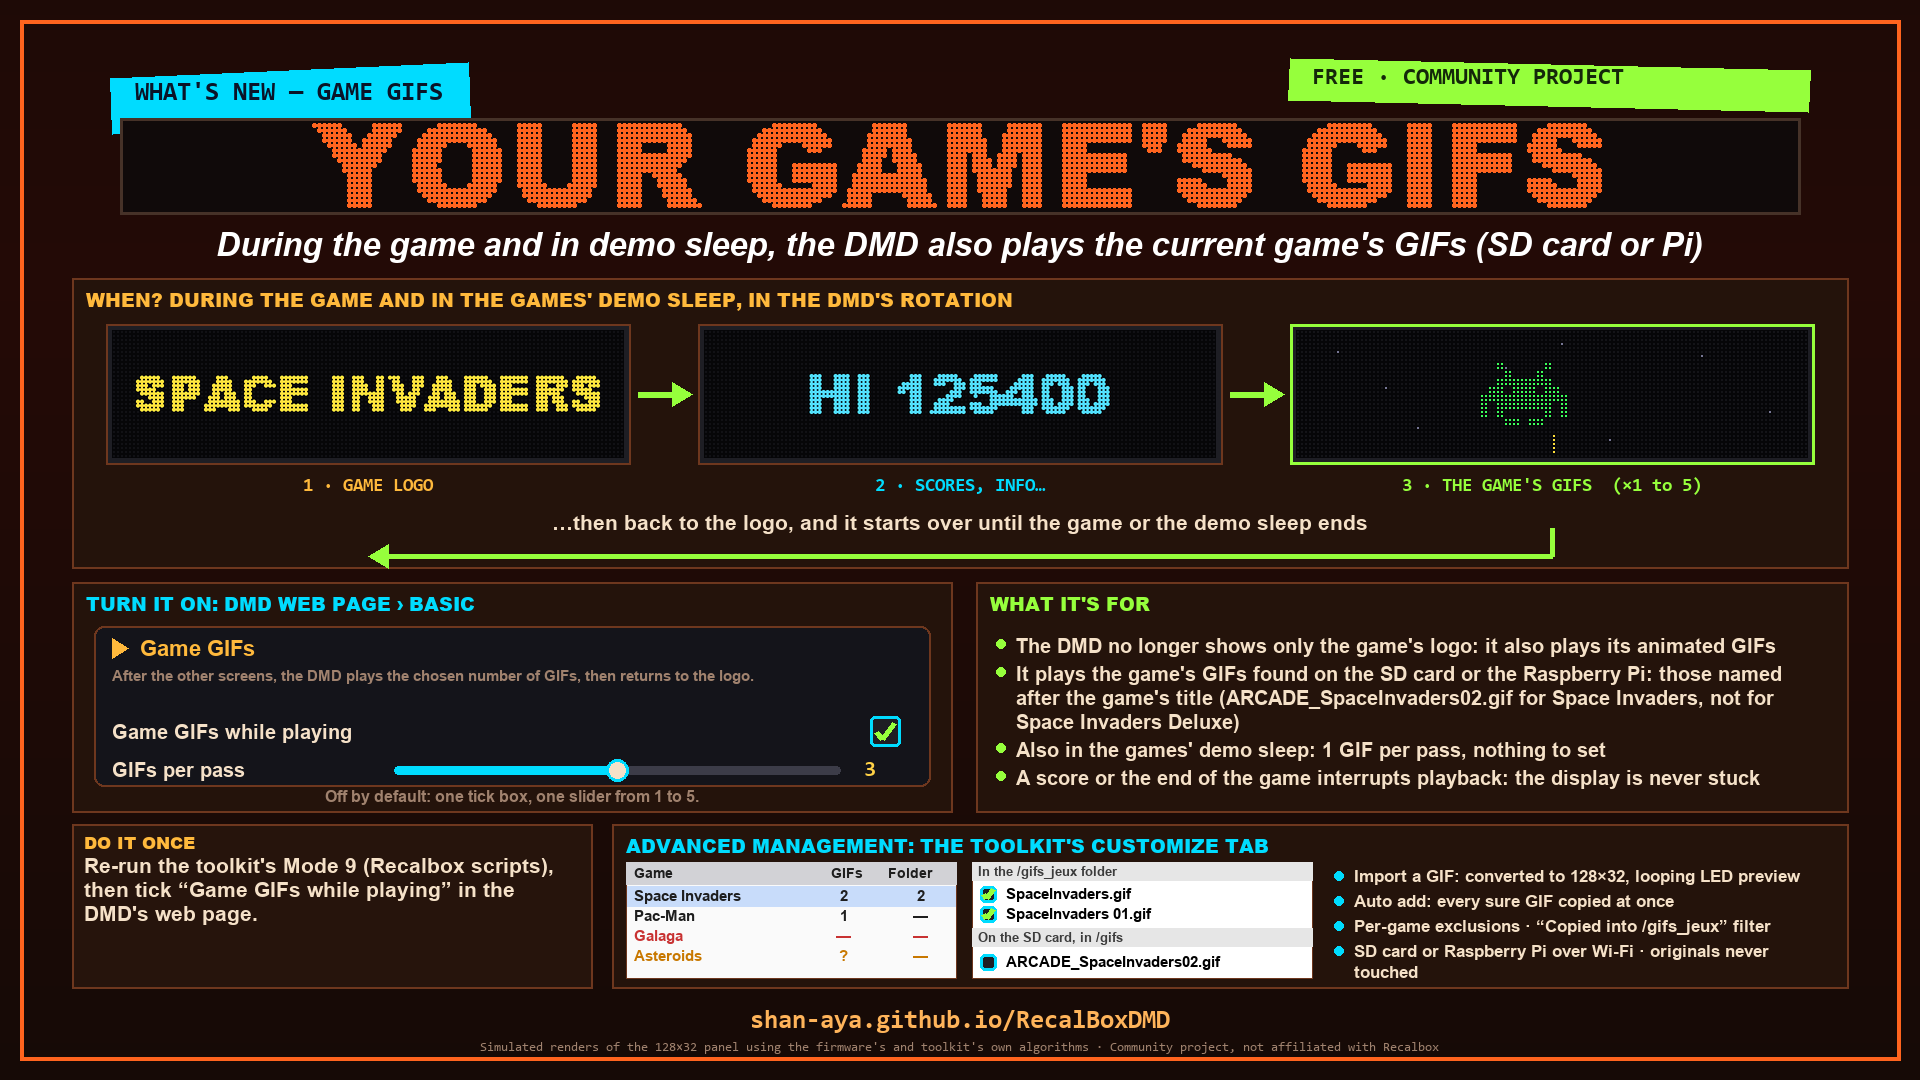 WHAT'S NEW — GAME GIFS
FREE · COMMUNITY PROJECT
YOUR GAME'S GIFS
During the game and in demo sleep, the DMD also plays the current game's GIFs (SD card or Pi)
WHEN? DURING THE GAME AND IN THE GAMES' DEMO SLEEP, IN THE DMD'S ROTATION
SPACE INVADERS
HI 125400
1 · GAME LOGO
2 · SCORES, INFO…
3 · THE GAME'S GIFS (×1 to 5)
…then back to the logo, and it starts over until the game or the demo sleep ends
TURN IT ON: DMD WEB PAGE › BASIC
Game GIFs
After the other screens, the DMD plays the chosen number of GIFs, then returns to the logo.
Game GIFs while playing
GIFs per pass
3
Off by default: one tick box, one slider from 1 to 5.
WHAT IT'S FOR
The DMD no longer shows only the game's logo: it also plays its animated GIFs
It plays the game's GIFs found on the SD card or the Raspberry Pi: those named
after the game's title (ARCADE_SpaceInvaders02.gif for Space Invaders, not for
Space Invaders Deluxe)
Also in the games' demo sleep: 1 GIF per pass, nothing to set
A score or the end of the game interrupts playback: the display is never stuck
DO IT ONCE
Re-run the toolkit's Mode 9 (Recalbox scripts),
then tick “Game GIFs while playing” in the
DMD's web page.
ADVANCED MANAGEMENT: THE TOOLKIT'S CUSTOMIZE TAB
Game GIFs Folder
Space Invaders 2 2
Pac-Man 1 —
Galaga — —
Asteroids ? —
In the /gifs_jeux folder
SpaceInvaders.gif
SpaceInvaders 01.gif
On the SD card, in /gifs
ARCADE_SpaceInvaders02.gif
Import a GIF: converted to 128×32, looping LED preview
Auto add: every sure GIF copied at once
Per-game exclusions · “Copied into /gifs_jeux” filter
SD card or Raspberry Pi over Wi-Fi · originals never
touched
shan-aya.github.io/RecalBoxDMD
Simulated renders of the 128×32 panel using the firmware's and toolkit's own algorithms · Community project, not affiliated with Recalbox